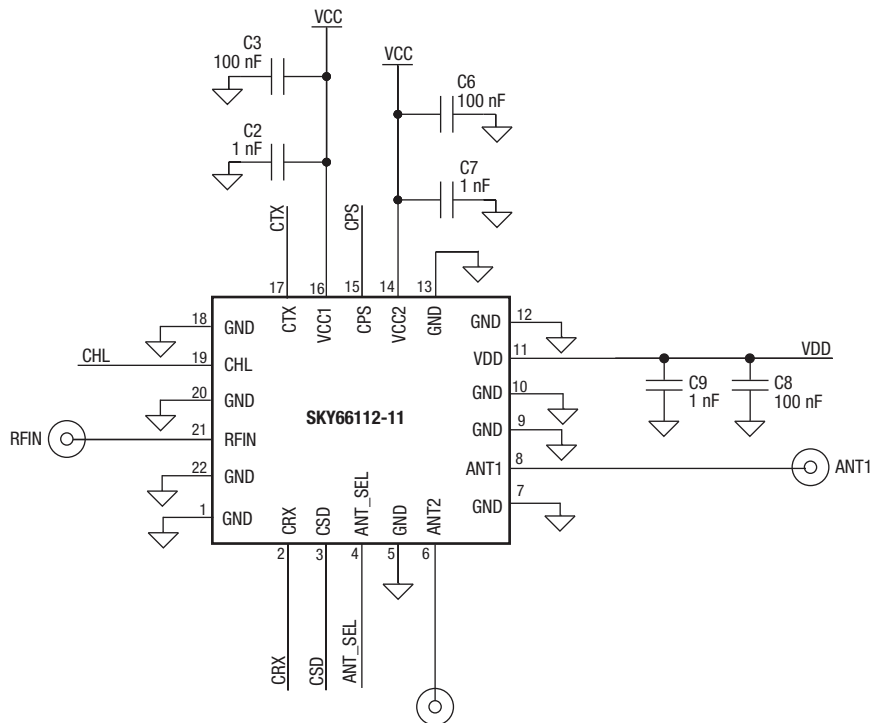 VCC
C3
100 nF
VCC
C6
100 nF
C2
1 nF
C7
1 nF
CTX
CPS
17
16
15
14
13
CTX
VCC1
CPS
VCC2
GND
18
GND
GND
12
CHL
19
CHL
VDD
11
VDD
20
GND
GND
10
C9
1 nF
C8
100 nF
SKY66112-11
RFIN
21
RFIN
GND
9
22
GND
ANT1
8
ANT1
1
GND
GND
7
CRX
CSD
ANT_SEL
GND
ANT2
2
3
4
5
6
CRX
CSD
ANT_SEL